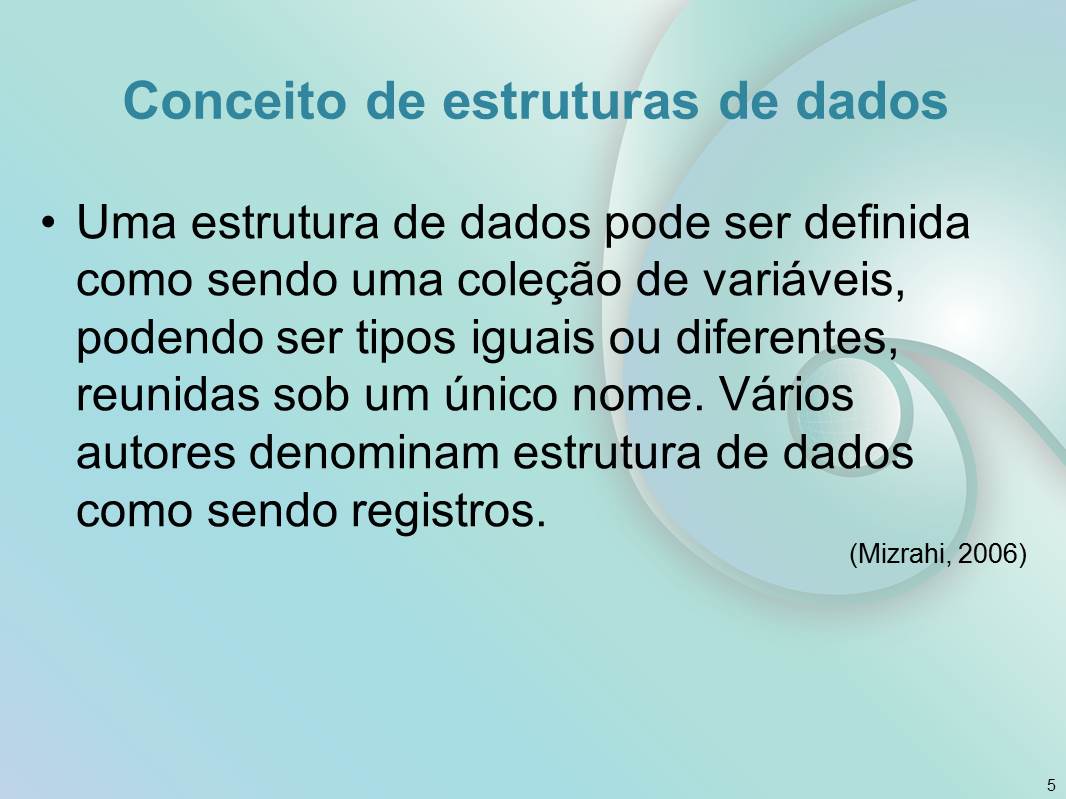 Conceito de estruturas de dados
• Uma estrutura de dados pode ser definida
como sendo uma coleção de variáveis,
podendo ser tipos iguais ou diferentes,
reunidas sob um único nome. Vários
autores denominam estrutura de dados
como sendo registros.
(Mizrahi, 2006)
5